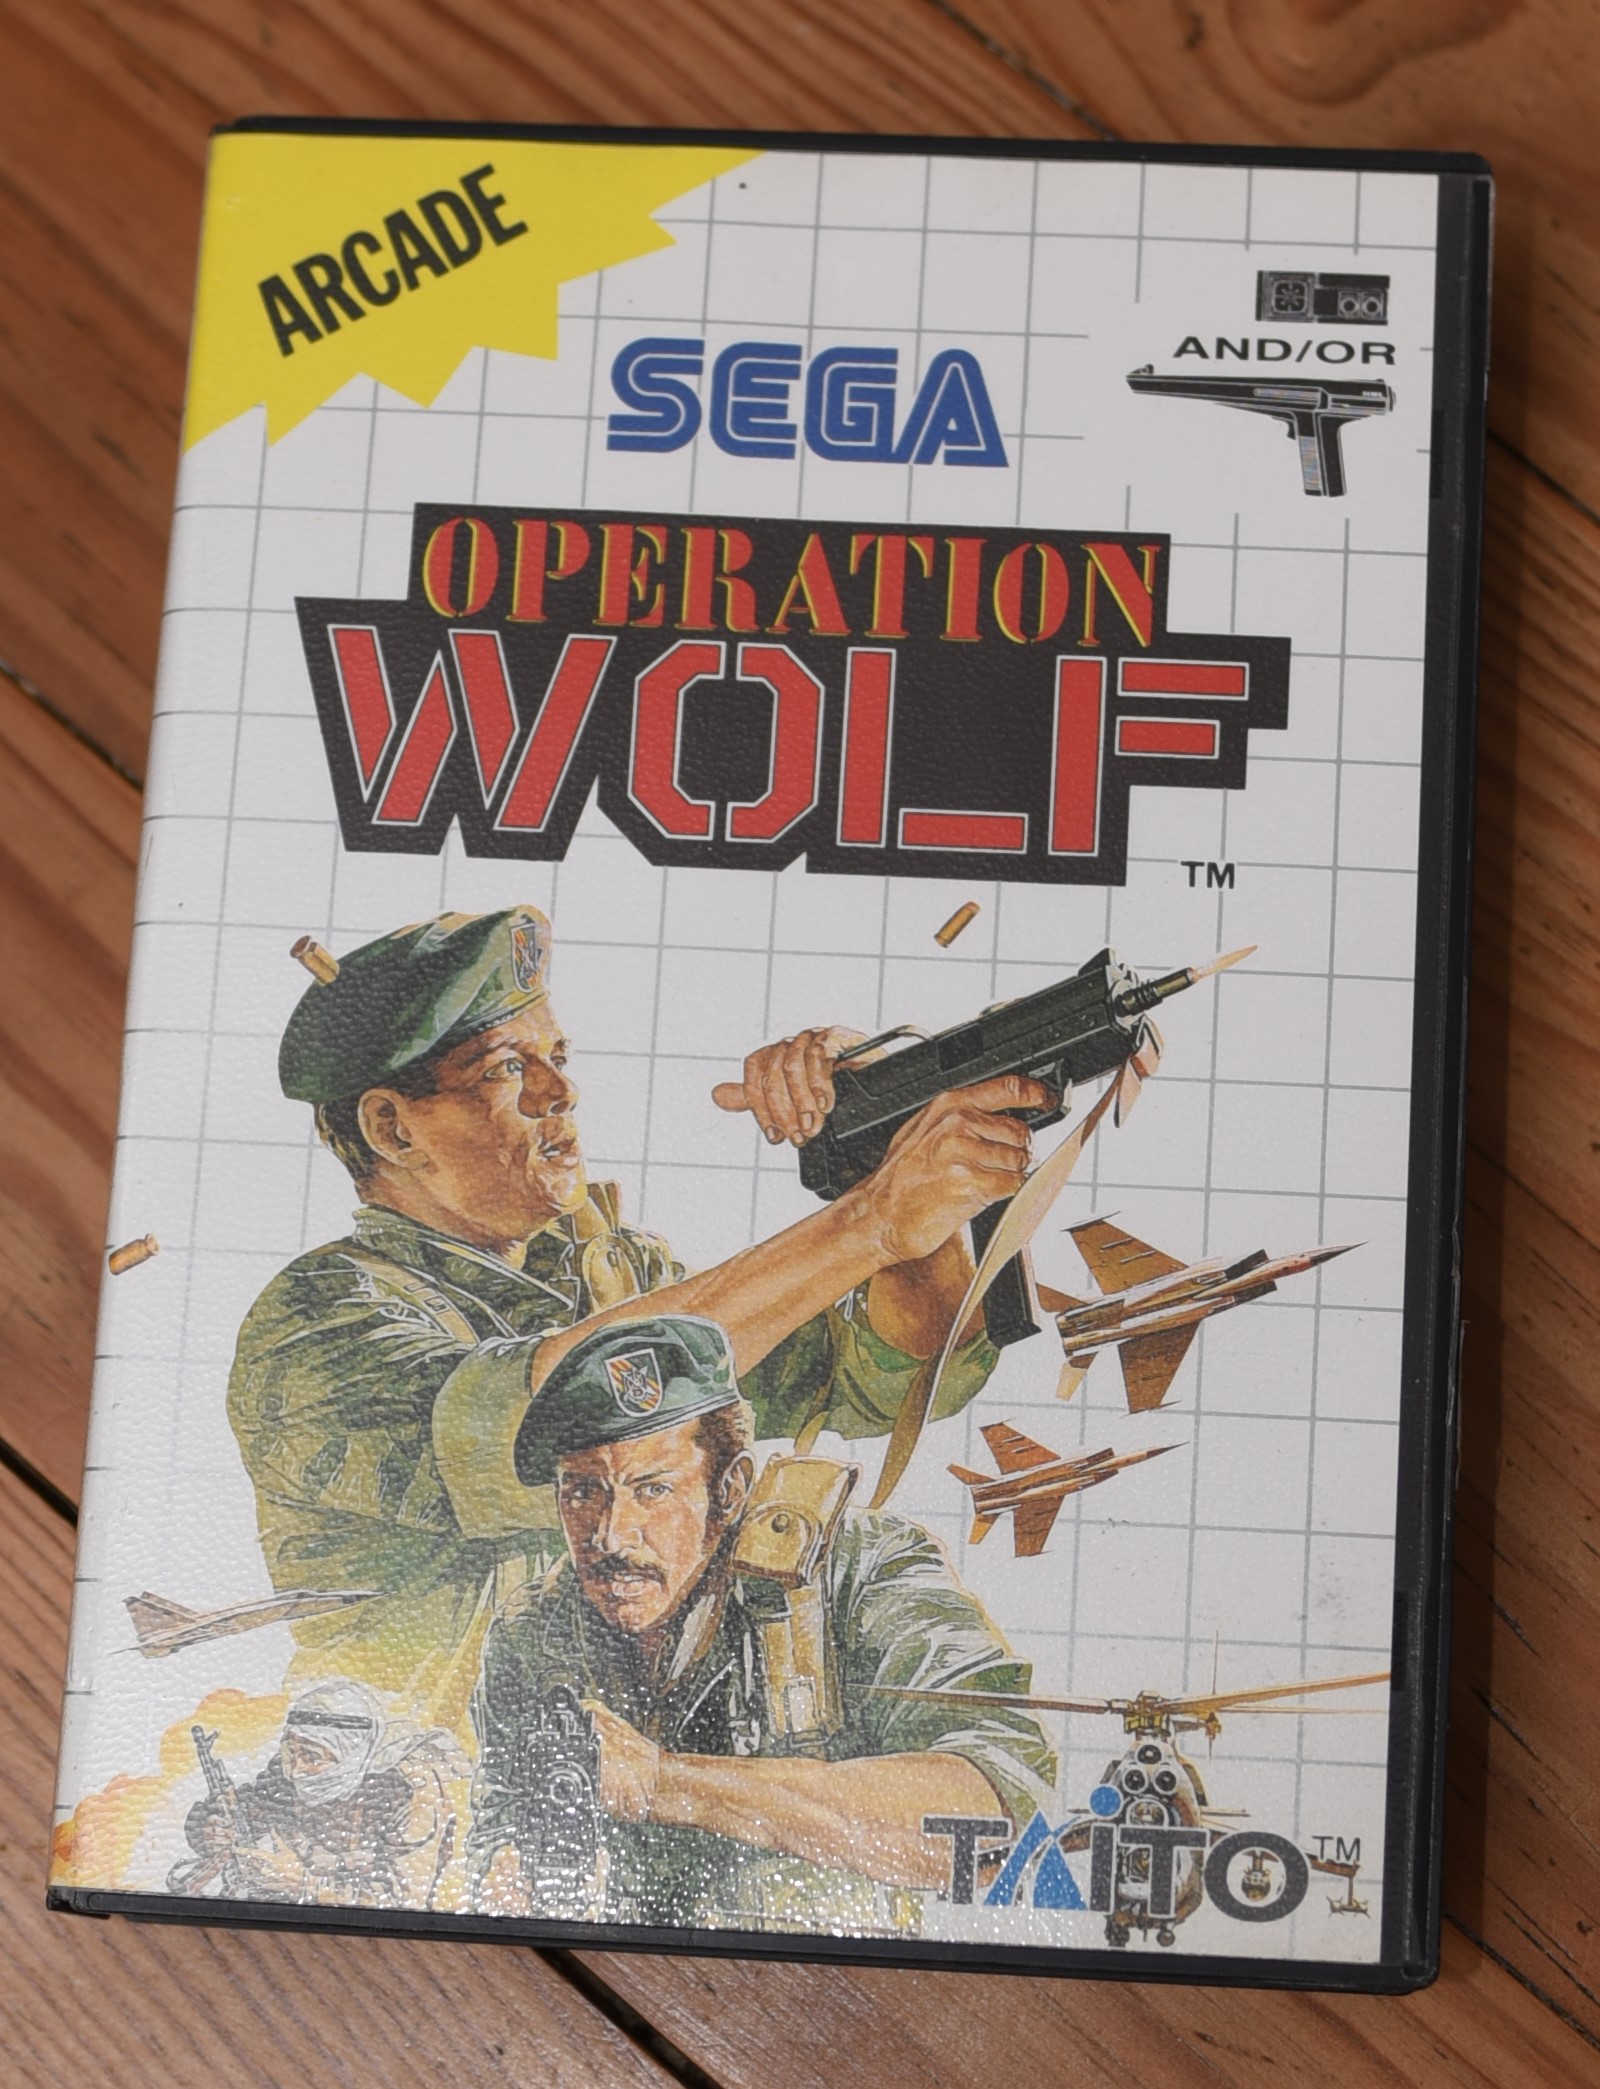 ARCADE
SEGA
AND/OR
OPERATION
WOLF
TM
TAITO TM